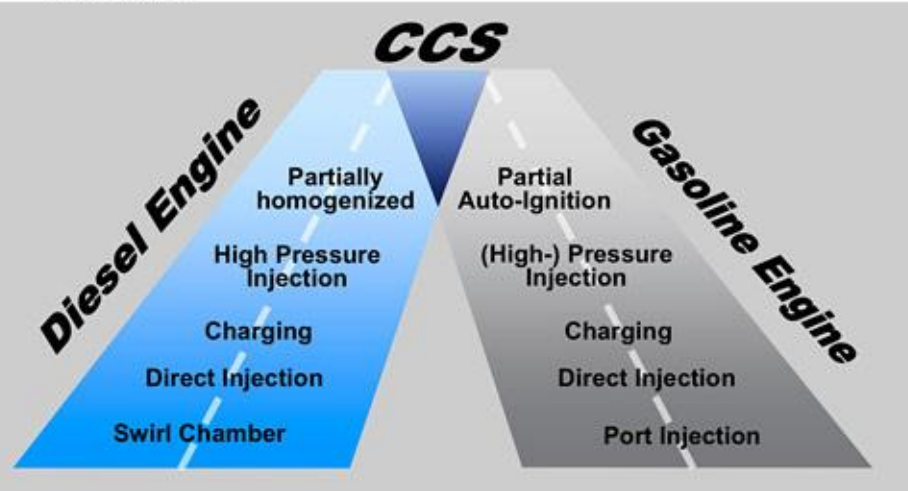 CCS
Diesel Engine
Partially
homogenized
High Pressure
Injection
Charging
Direct Injection
Swirl Chamber
Gasoline Engine
Partial
Auto-Ignition
(High-) Pressure
Injection
Charging
Direct Injection
Port Injection